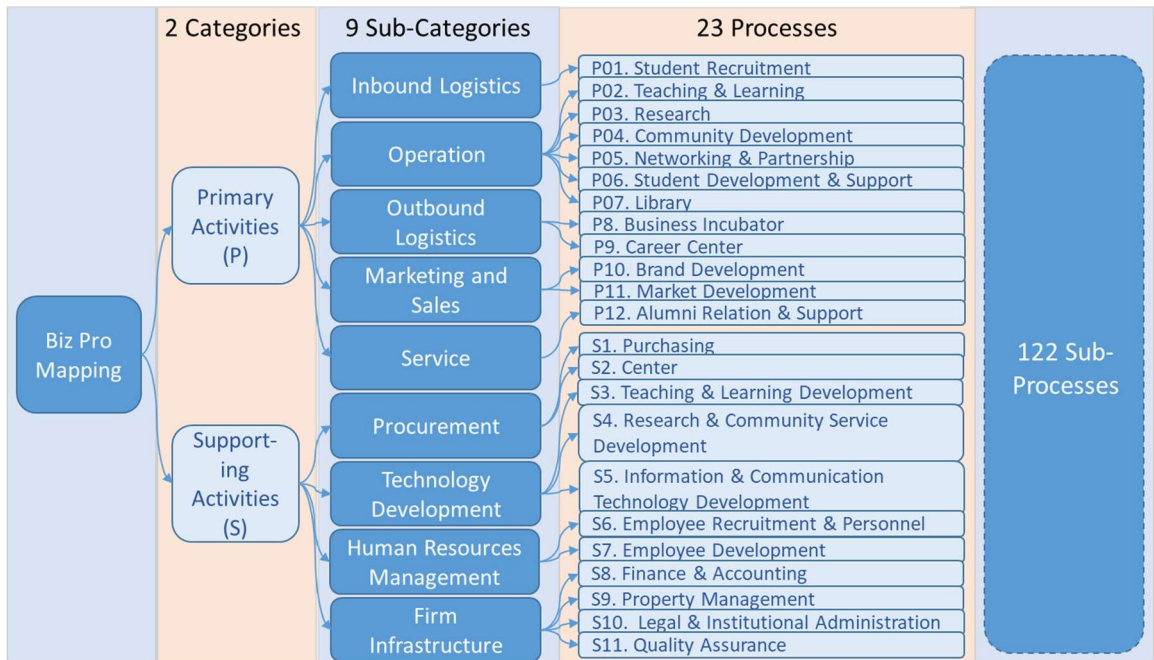 2 Categories
9 Sub-Categories
23 Processes
Biz Pro
Mapping
Primary
Activities
(P)
Support-
ing
Activities
(S)
Inbound Logistics
Operation
Outbound
Logistics
Marketing and
Sales
Service
Procurement
Technology
Development
Human Resources
Management
Firm
Infrastructure
P01. Student Recruitment
P02. Teaching & Learning
P03. Research
P04. Community Development
P05. Networking & Partnership
P06. Student Development & Support
P07. Library
P8. Business Incubator
P9. Career Center
P10. Brand Development
P11. Market Development
P12. Alumni Relation & Support
S1. Purchasing
S2. Center
S3. Teaching & Learning Development
S4. Research & Community Service
Development
S5. Information & Communication
Technology Development
S6. Employee Recruitment & Personnel
S7. Employee Development
S8. Finance & Accounting
S9. Property Management
S10. Legal & Institutional Administration
S11. Quality Assurance
122 Sub-
Processes